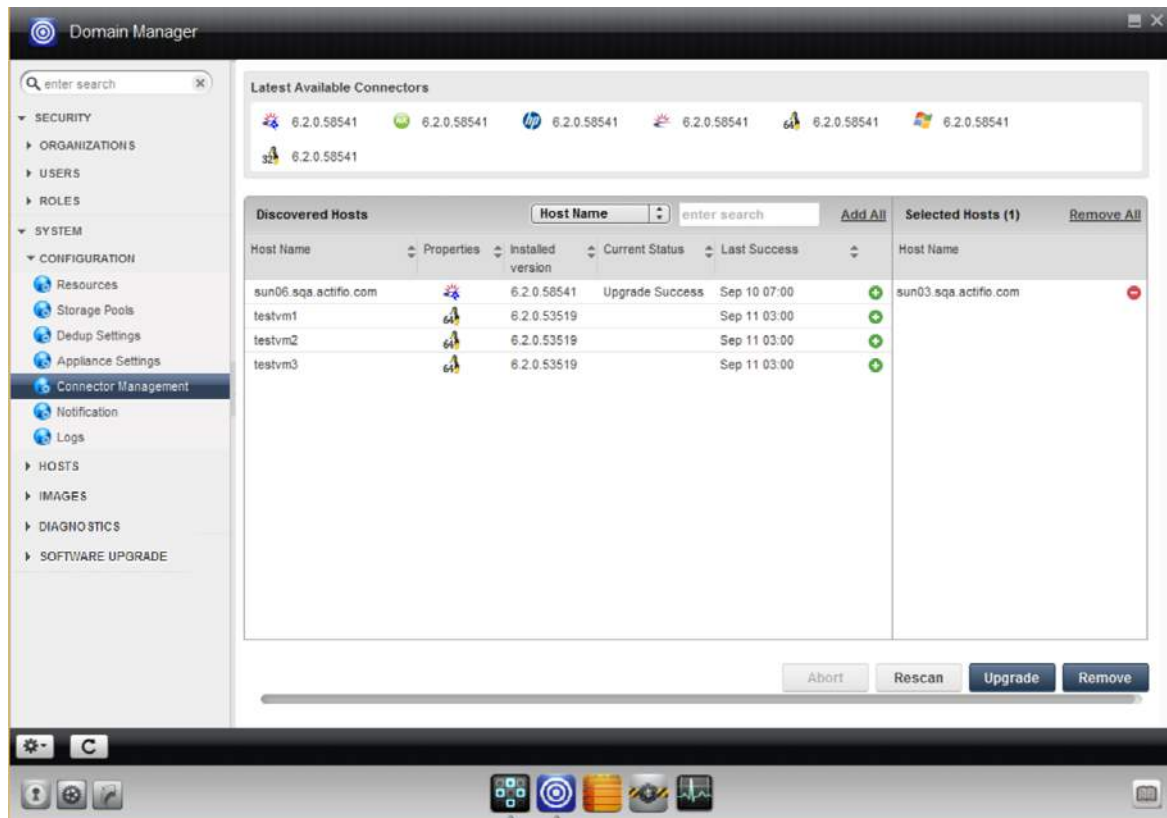 Domain Manager
enter search
SECURITY
ORGANIZATIONS
USERS
ROLES
SYSTEM
CONFIGURATION
Resources
Storage Pools
Dedup Settings
Appliance Settings
Connector Management
Notification
Logs
HOSTS
IMAGES
DIAGNOSTICS
SOFTWARE UPGRADE
Latest Available Connectors
6.2.0.58541 6.2.0.58541 hp 6.2.0.58541 6.2.0.58541 64 6.2.0.58541 6.2.0.58541
32 6.2.0.58541
Discovered Hosts Host Name enter search Add All Selected Hosts (1) Remove All
Host Name Properties Installed version Current Status Last Success Host Name
sun06.sqa.actifio.com 6.2.0.58541 Upgrade Success Sep 10 07:00 sun03.sqa.actifio.com
testvm1 64 6.2.0.53519 Sep 11 03:00
testvm2 64 6.2.0.53519 Sep 11 03:00
testvm3 64 6.2.0.53519 Sep 11 03:00
Abort Rescan Upgrade Remove